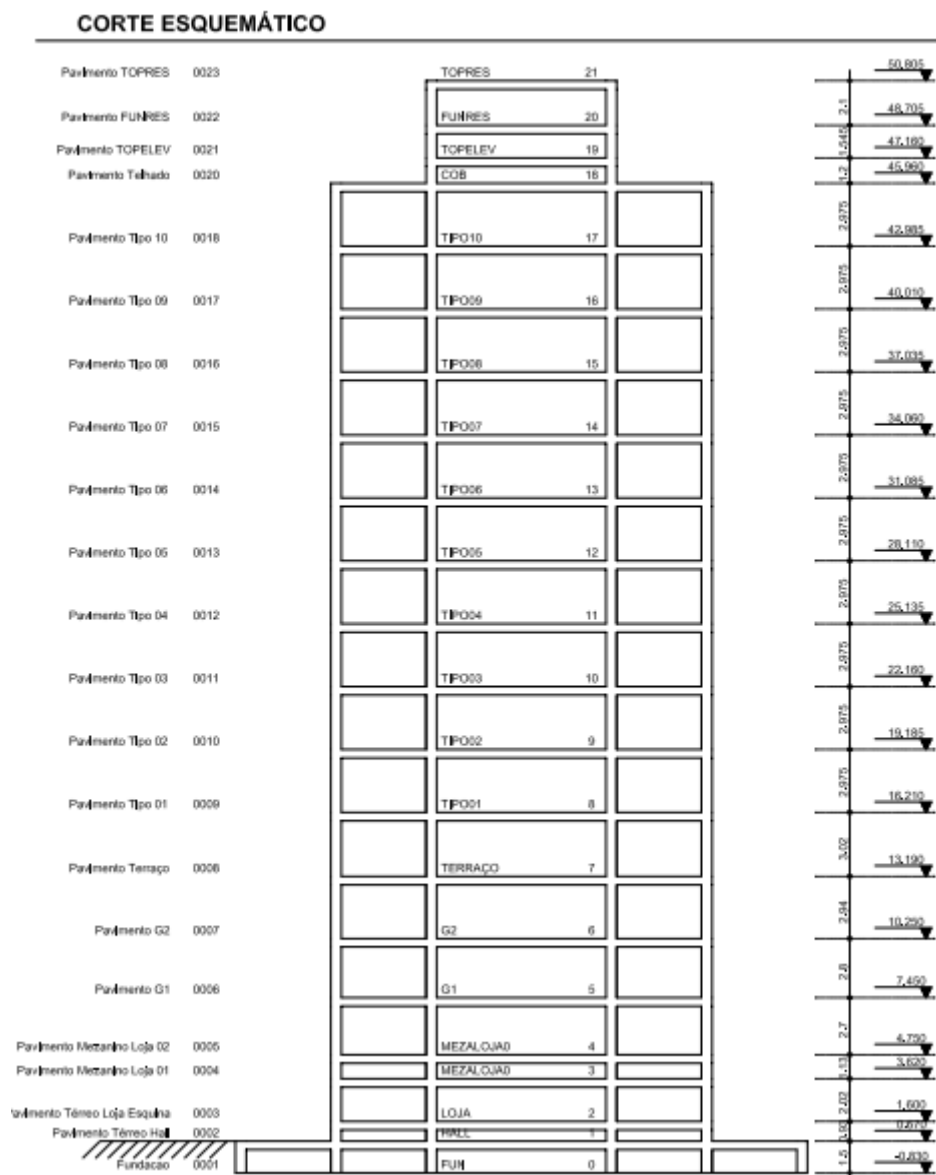 CORTE ESQUEMÁTICO
Pavimento TOPRES 0023 TOPRES 21 50,805
2.1
Pavimento FUNRES 0022 FUNRES 20 48,705
1.545
Pavimento TOPELEV 0021 TOPELEV 19 47,160
1.2
Pavimento Telhado 0020 COB 18 45,960
2.975
Pavimento Tipo 10 0018 TIPO10 17 42,985
2.975
Pavimento Tipo 09 0017 TIPO09 16 40,010
2.975
Pavimento Tipo 08 0016 TIPO08 15 37,035
2.975
Pavimento Tipo 07 0015 TIPO07 14 34,060
2.975
Pavimento Tipo 06 0014 TIPO06 13 31,085
2.975
Pavimento Tipo 05 0013 TIPO05 12 28,110
2.975
Pavimento Tipo 04 0012 TIPO04 11 25,135
2.975
Pavimento Tipo 03 0011 TIPO03 10 22,160
2.975
Pavimento Tipo 02 0010 TIPO02 9 19,185
2.975
Pavimento Tipo 01 0009 TIPO01 8 16,210
3.02
Pavimento Terraço 0008 TERRAÇO 7 13,190
2.94
Pavimento G2 0007 G2 6 10,250
2.8
Pavimento G1 0006 G1 5 7,450
2.7
Pavimento Mezanino Loja 02 0005 MEZALOJA0 4 4,750
1.13
Pavimento Mezanino Loja 01 0004 MEZALOJA0 3 3,620
2.02
Pavimento Térreo Loja Esquina 0003 LOJA 2 1,600
0.93
Pavimento Térreo Hall 0002 HALL 1 0,670
1.5
Fundacao 0001 FUN 0 -0,830